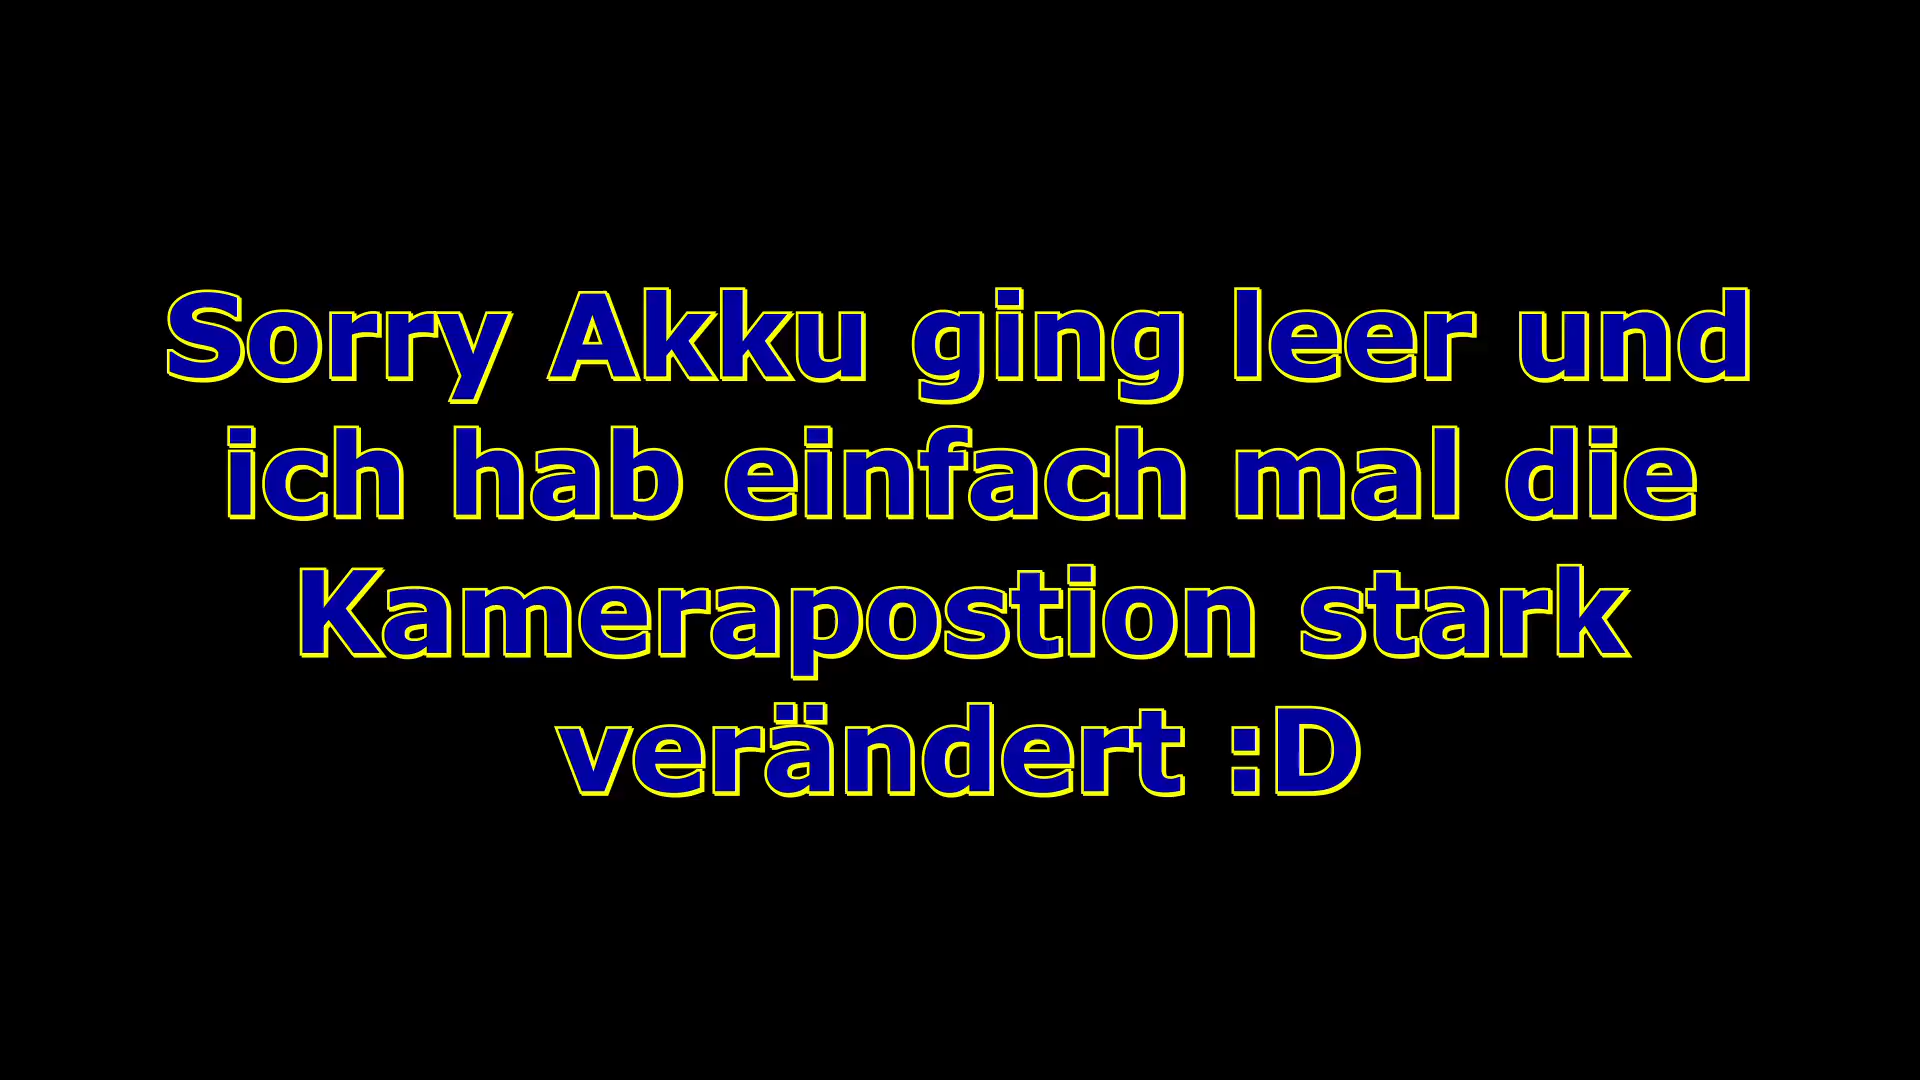 Sorry Akku ging leer und
ich hab einfach mal die
Kamerapostion stark
verändert :D